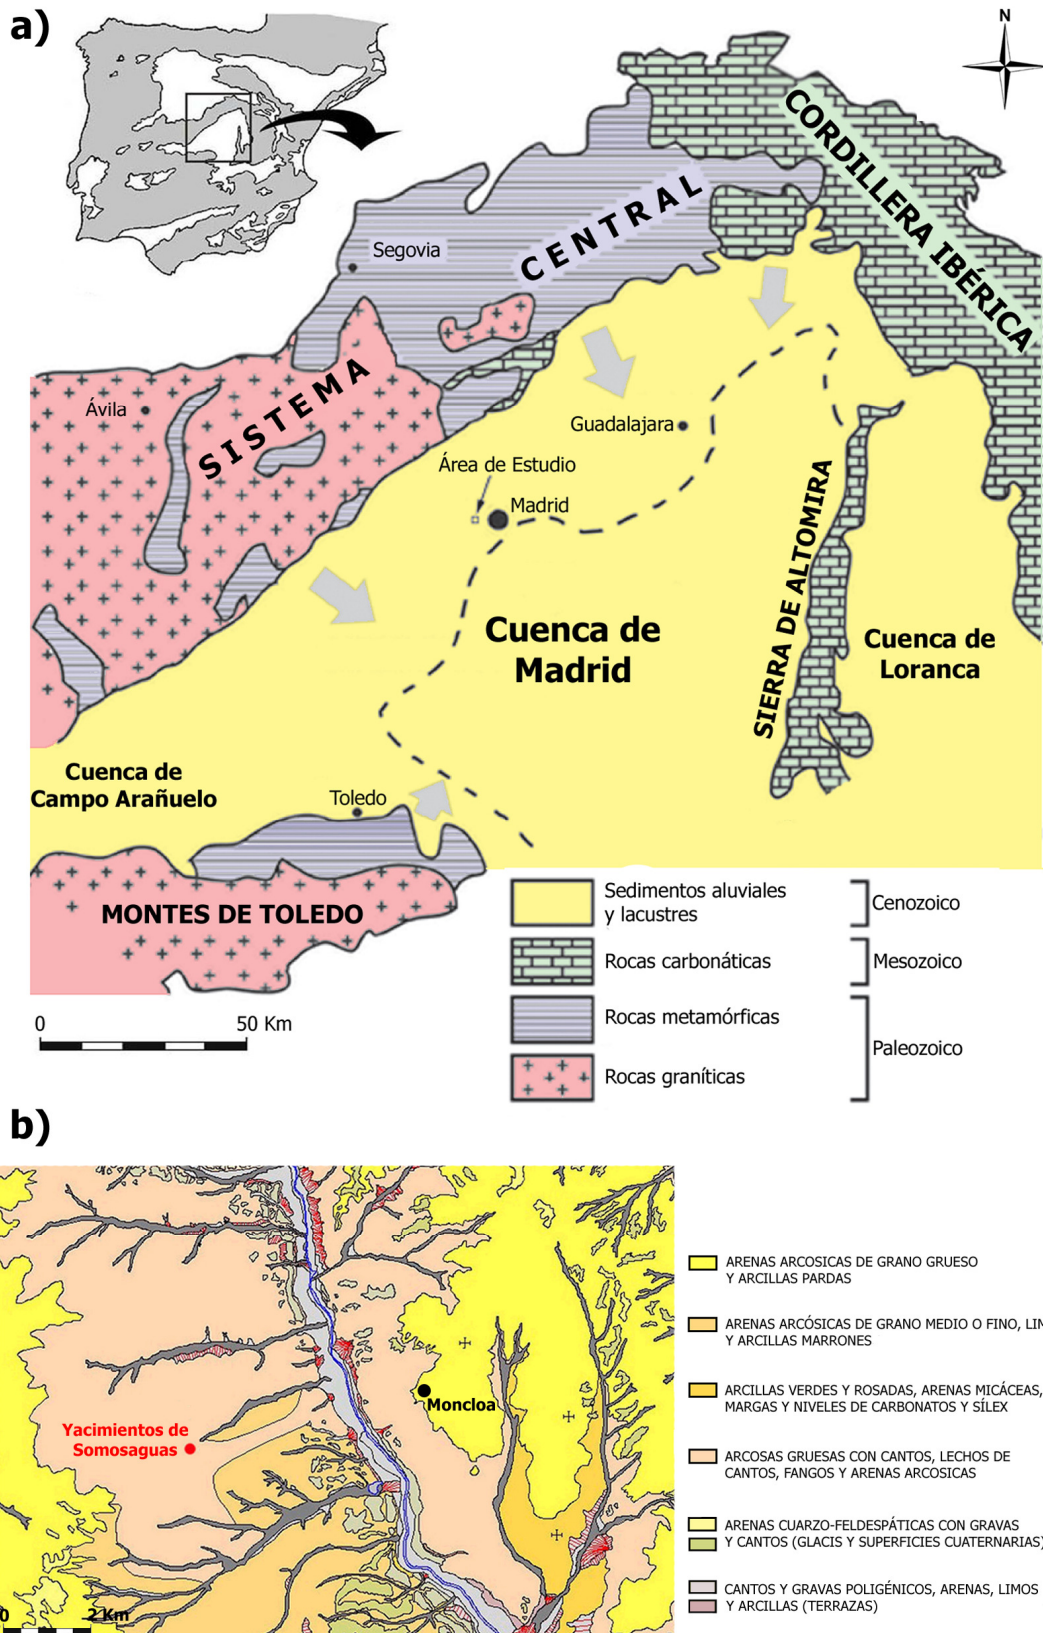 a)
N
CORDILLERA IBÉRICA
CENTRAL
Segovia
SISTEMA
Ávila
Guadalajara
Área de Estudio
Madrid
SIERRA DE ALTOMIRA
Cuenca de
Madrid
Cuenca de
Loranca
Cuenca de
Campo Arañuelo
Toledo
MONTES DE TOLEDO
Sedimentos aluviales
y lacustres
Cenozoico
Rocas carbonáticas
Mesozoico
Rocas metamórficas
Paleozoico
Rocas graníticas
0 50 Km
b)
Moncloa
Yacimientos de
Somosaguas
0 2 Km
ARENAS ARCOSICAS DE GRANO GRUESO
Y ARCILLAS PARDAS
ARENAS ARCÓSICAS DE GRANO MEDIO O FINO, LIM
Y ARCILLAS MARRONES
ARCILLAS VERDES Y ROSADAS, ARENAS MICÁCEAS,
MARGAS Y NIVELES DE CARBONATOS Y SÍLEX
ARCOSAS GRUESAS CON CANTOS, LECHOS DE
CANTOS, FANGOS Y ARENAS ARCOSICAS
ARENAS CUARZO-FELDESPÁTICAS CON GRAVAS
Y CANTOS (GLACIS Y SUPERFICIES CUATERNARIAS)
CANTOS Y GRAVAS POLIGÉNICOS, ARENAS, LIMOS
Y ARCILLAS (TERRAZAS)